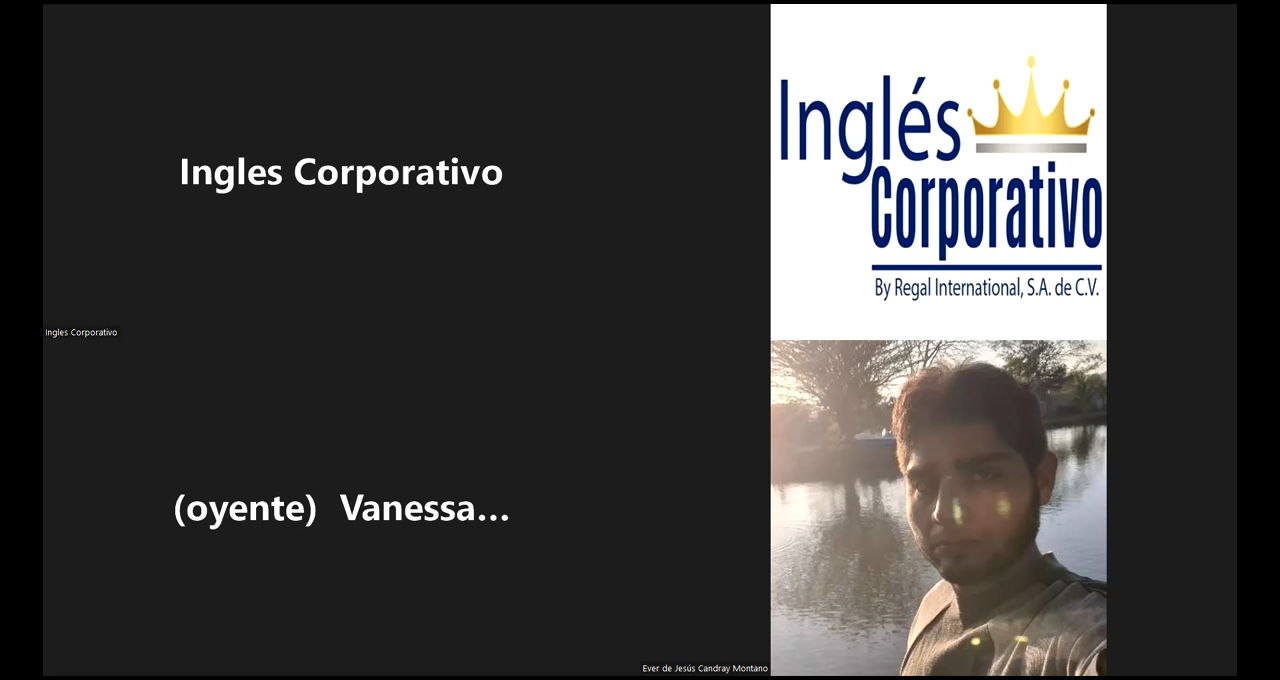 Ingles Corporativo
Inglés
Corporativo
By Regal International, S.A. de C.V.
Ingles Corporativo
(oyente) Vanessa...
Ever de Jesús Candray Montano